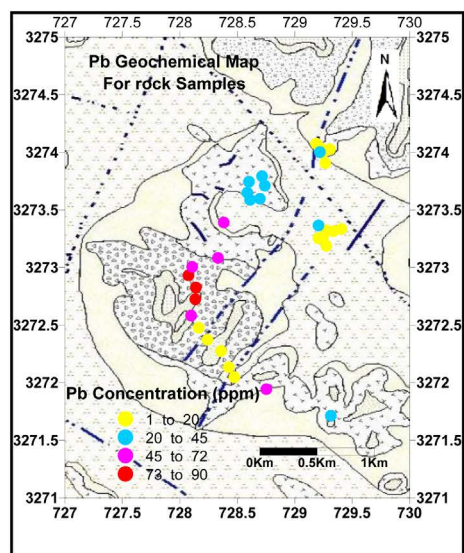 727 727.5 728 728.5 729 729.5 730
3275 3275
Pb Geochemical Map
For rock Samples
N
3274.5 3274.5
3274 3274
3273.5 3273.5
3273 3273
3272.5 3272.5
3272 3272
Pb Concentration (ppm)
1 to 20
20 to 45
45 to 72
73 to 90
3271.5 3271.5
0Km 0.5Km 1Km
3271 3271
727 727.5 728 728.5 729 729.5 730